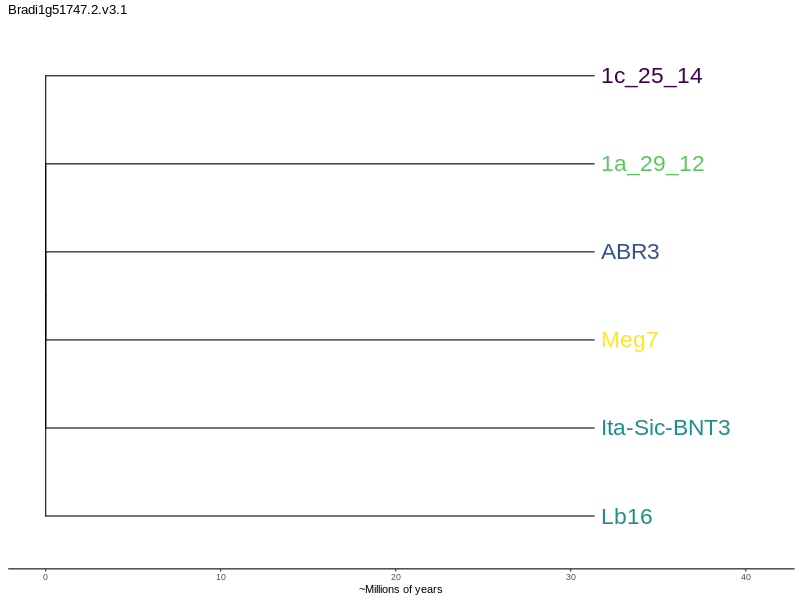 Bradi1g51747.2.v3.1
1c_25_14
1a_29_12
ABR3
Meg7
Ita-Sic-BNT3
Lb16
0 10 20 30 40
~Millions of years